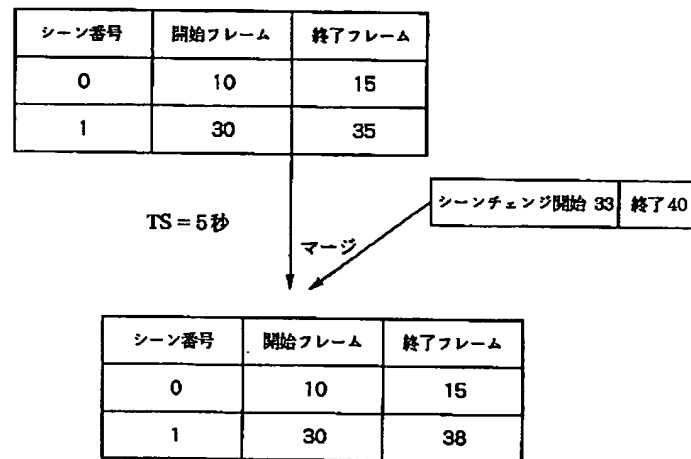 シーン番号 開始フレーム 終了フレーム
0 10 15
1 30 35
シーンチェンジ開始 33 終了40
TS=5秒
マージ
シーン番号 開始フレーム 終了フレーム
0 10 15
1 30 38